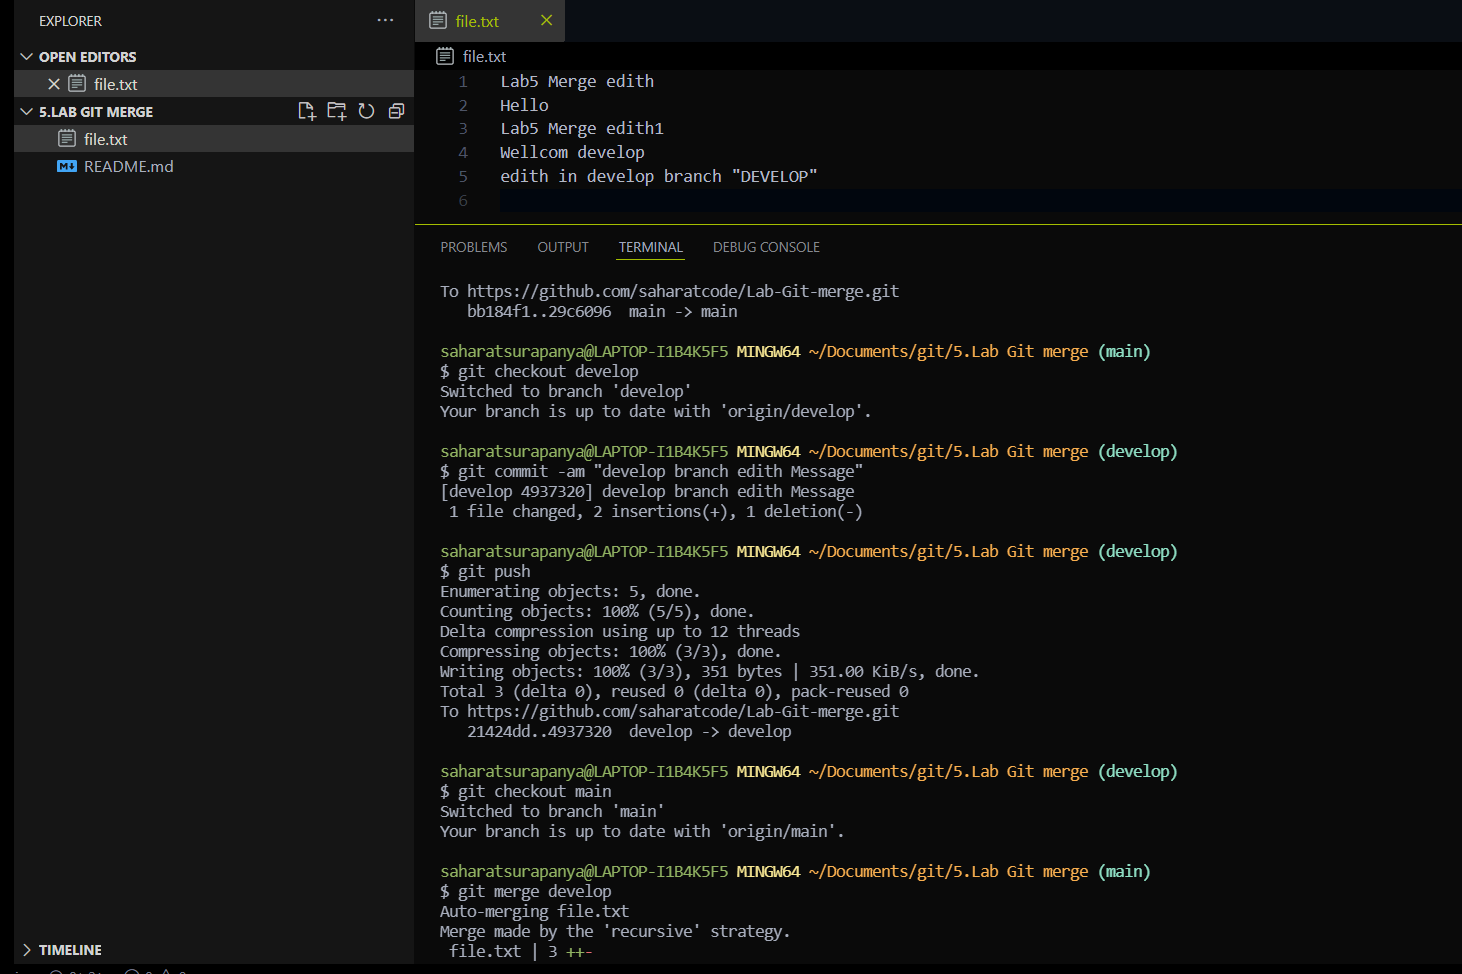 EXPLORER
OPEN EDITORS
file.txt
5.LAB GIT MERGE
file.txt
README.md
TIMELINE
file.txt
file.txt
1 Lab5 Merge edith
2 Hello
3 Lab5 Merge edith1
4 Wellcom develop
5 edith in develop branch "DEVELOP"
6
PROBLEMS OUTPUT TERMINAL DEBUG CONSOLE
To https://github.com/saharatcode/Lab-Git-merge.git
bb184f1..29c6096 main -> main
saharatsurapanya@LAPTOP-I1B4K5F5 MINGW64 ~/Documents/git/5.Lab Git merge (main)
$ git checkout develop
Switched to branch 'develop'
Your branch is up to date with 'origin/develop'.
saharatsurapanya@LAPTOP-I1B4K5F5 MINGW64 ~/Documents/git/5.Lab Git merge (develop)
$ git commit -am "develop branch edith Message"
[develop 4937320] develop branch edith Message
1 file changed, 2 insertions(+), 1 deletion(-)
saharatsurapanya@LAPTOP-I1B4K5F5 MINGW64 ~/Documents/git/5.Lab Git merge (develop)
$ git push
Enumerating objects: 5, done.
Counting objects: 100% (5/5), done.
Delta compression using up to 12 threads
Compressing objects: 100% (3/3), done.
Writing objects: 100% (3/3), 351 bytes | 351.00 KiB/s, done.
Total 3 (delta 0), reused 0 (delta 0), pack-reused 0
To https://github.com/saharatcode/Lab-Git-merge.git
21424dd..4937320 develop -> develop
saharatsurapanya@LAPTOP-I1B4K5F5 MINGW64 ~/Documents/git/5.Lab Git merge (develop)
$ git checkout main
Switched to branch 'main'
Your branch is up to date with 'origin/main'.
saharatsurapanya@LAPTOP-I1B4K5F5 MINGW64 ~/Documents/git/5.Lab Git merge (main)
$ git merge develop
Auto-merging file.txt
Merge made by the 'recursive' strategy.
file.txt | 3 ++-